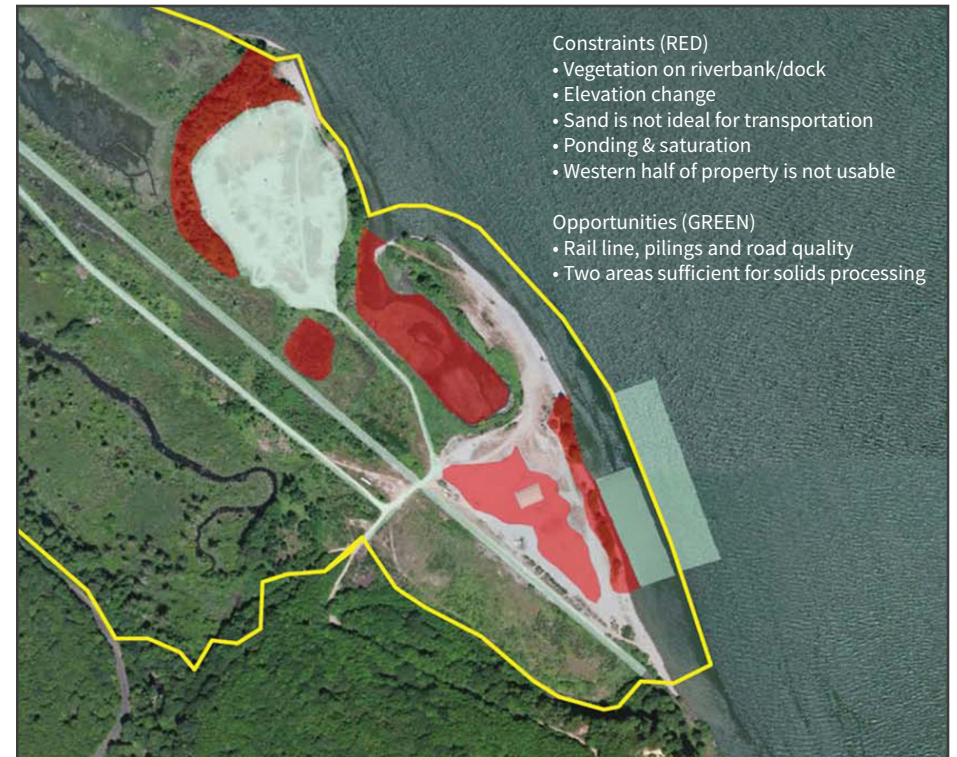 Constraints (RED)
• Vegetation on riverbank/dock
• Elevation change
• Sand is not ideal for transportation
• Ponding & saturation
• Western half of property is not usable
Opportunities (GREEN)
• Rail line, pilings and road quality
• Two areas sufficient for solids processing